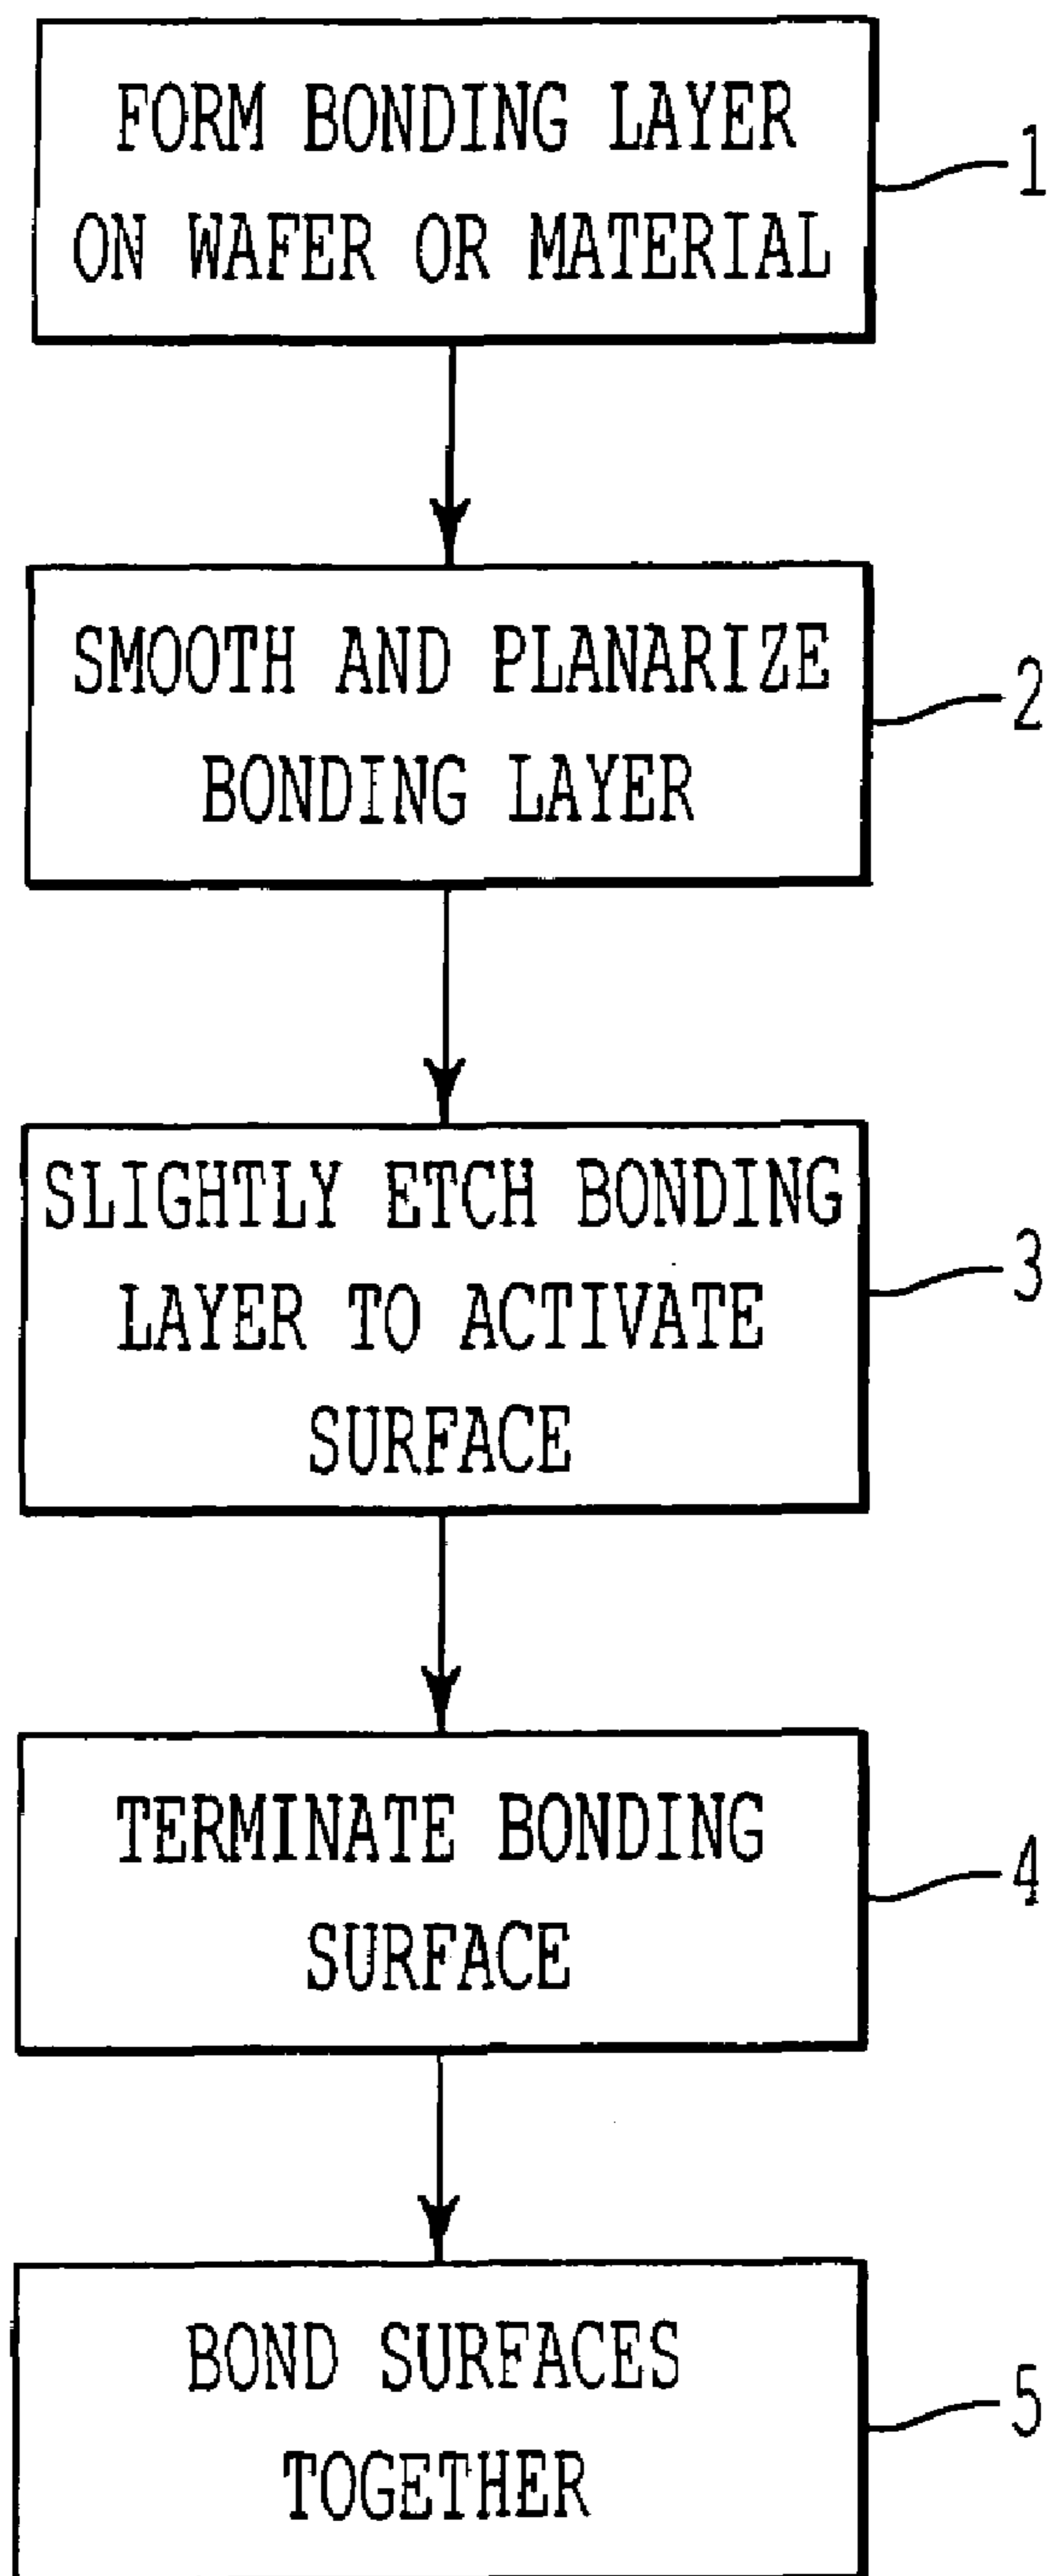 FORM BONDING LAYER
ON WAFER OR MATERIAL
1
SMOOTH AND PLANARIZE
BONDING LAYER
2
SLIGHTLY ETCH BONDING
LAYER TO ACTIVATE
SURFACE
3
TERMINATE BONDING
SURFACE
4
BOND SURFACES
TOGETHER
5